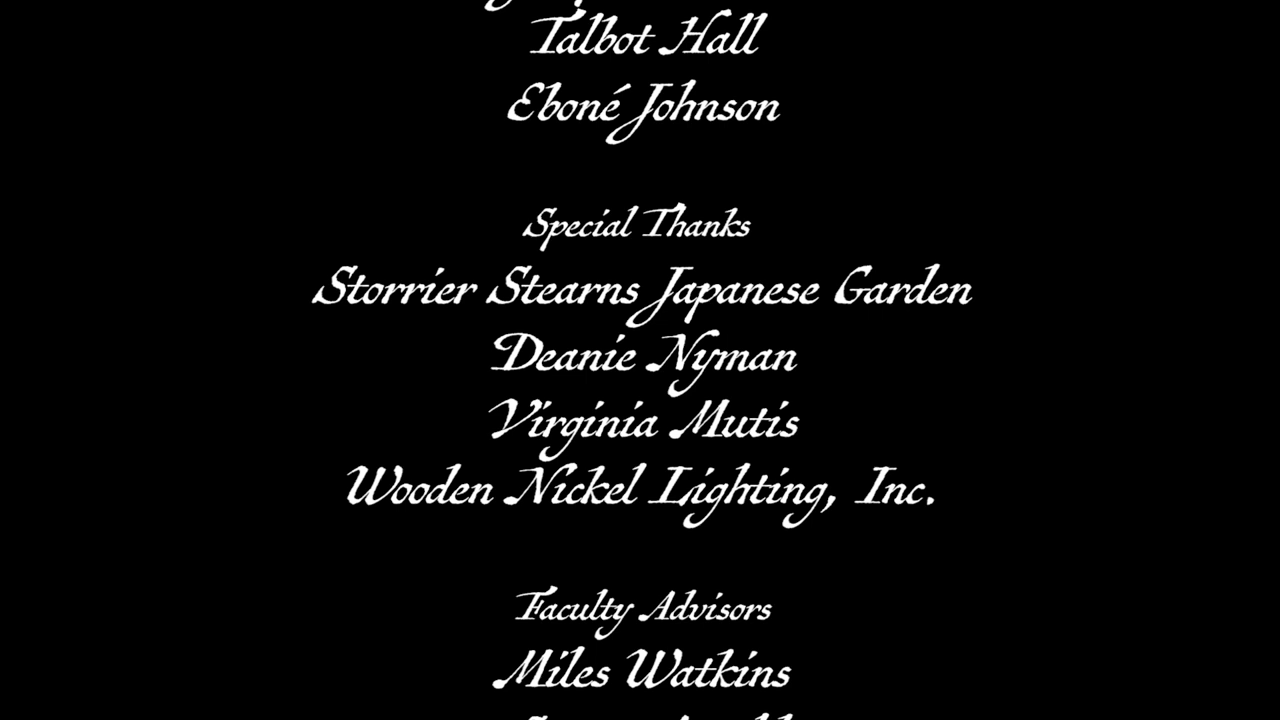 Talbot Hall
Eboné Johnson
Special Thanks
Storrier Stearns Japanese Garden
Deanie Nyman
Virginia Mutis
Wooden Nickel Lighting, Inc.
Faculty Advisors
Miles Watkins